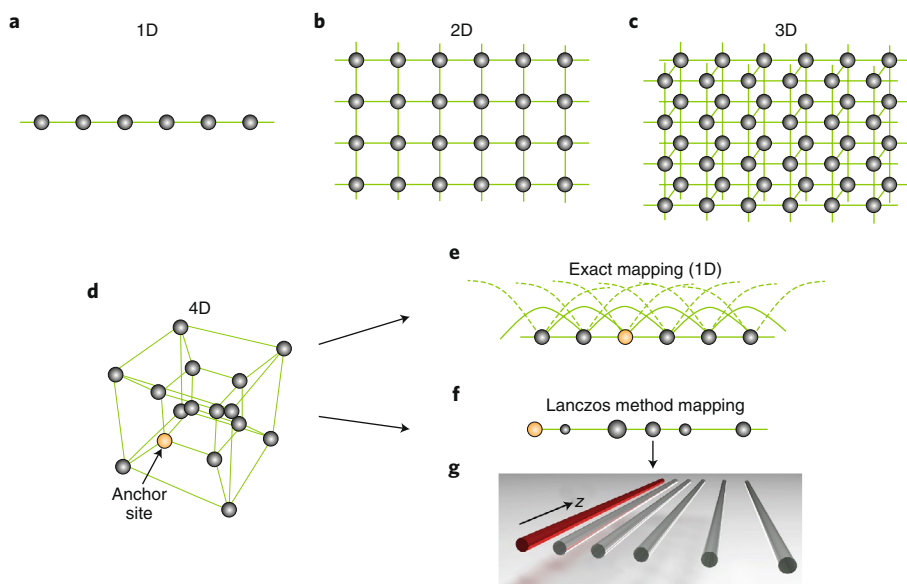 a
1D
b
2D
c
3D
d
4D
Anchor
site
e
Exact mapping (1D)
f
Lanczos method mapping
g
z